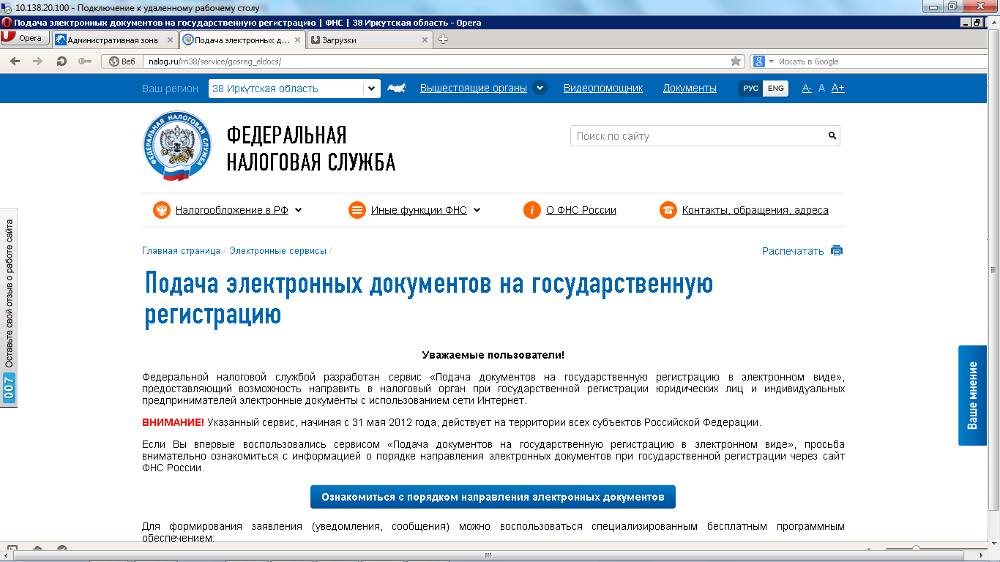 10.138.20.100 - Подключение к удаленному рабочему столу
Подача электронных документов на государственную регистрацию | ФНС | 38 Иркутская область - Opera
Opera
Административная зона
Подача электронных д...
Загрузки
Веб
nalog.ru/rn38/service/gosreg_eldocs/
Искать в Google
Ваш регион
38 Иркутская область
Вышестоящие органы
Видеопомощник
Документы
РУС
ENG
A-
A
A+
ФЕДЕРАЛЬНАЯ НАЛОГОВАЯ СЛУЖБА
ФЕДЕРАЛЬНАЯ
НАЛОГОВАЯ СЛУЖБА
Поиск по сайту
Налогообложение в РФ
Иные функции ФНС
О ФНС России
Контакты, обращения, адреса
Главная страница / Электронные сервисы /
Распечатать
Подача электронных документов на государственную
регистрацию
Уважаемые пользователи!
Федеральной налоговой службой разработан сервис «Подача документов на государственную регистрацию в электронном виде»,
предоставляющий возможность направить в налоговый орган при государственной регистрации юридических лиц и индивидуальных
предпринимателей электронные документы с использованием сети Интернет.
ВНИМАНИЕ! Указанный сервис, начиная с 31 мая 2012 года, действует на территории всех субъектов Российской Федерации.
Если Вы впервые воспользовались сервисом «Подача документов на государственную регистрацию в электронном виде», просьба
внимательно ознакомиться с информацией о порядке направления электронных документов при государственной регистрации через сайт
ФНС России.
Ознакомиться с порядком направления электронных документов
Для формирования заявления (уведомления, сообщения) можно воспользоваться специализированным бесплатным программным
обеспечением:
Оставьте свой отзыв о работе сайта
007
Ваше мнение